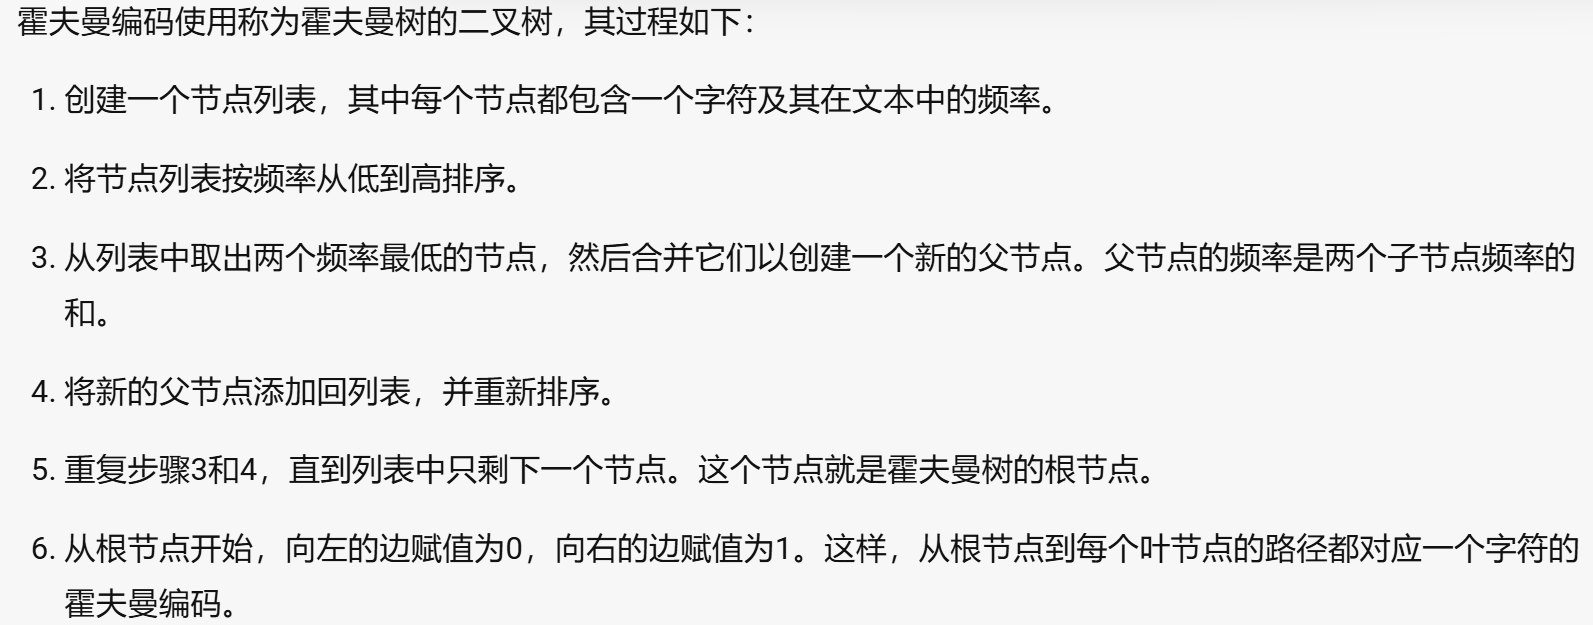 霍夫曼编码使用称为霍夫曼树的二叉树，其过程如下：
1. 创建一个节点列表，其中每个节点都包含一个字符及其在文本中的频率。
2. 将节点列表按频率从低到高排序。
3. 从列表中取出两个频率最低的节点，然后合并它们以创建一个新的父节点。父节点的频率是两个子节点频率的
和。
4. 将新的父节点添加回列表，并重新排序。
5. 重复步骤3和4，直到列表中只剩下一个节点。这个节点就是霍夫曼树的根节点。
6. 从根节点开始，向左的边赋值为0，向右的边赋值为1。这样，从根节点到每个叶节点的路径都对应一个字符的
霍夫曼编码。